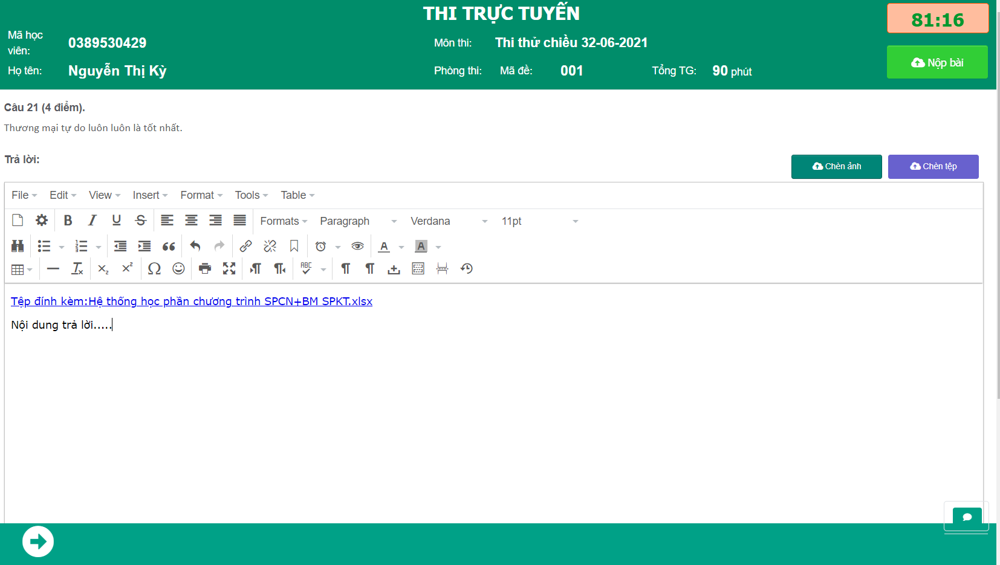 THI TRỰC TUYẾN
81:16
Mã học
viên:
0389530429
Môn thi:
Thi thử chiều 32-06-2021
Họ tên:
Nguyễn Thị Kỳ
Phòng thi:
Mã đề:
001
Tổng TG:
90 phút
Nộp bài
Câu 21 (4 điểm).
Thương mại tự do luôn luôn là tốt nhất.
Trả lời:
Chèn ảnh
Chèn tệp
File Edit View Insert Format Tools Table
Formats Paragraph Verdana 11pt
Tệp đính kèm:Hệ thống học phần chương trình SPCN+BM SPKT.xlsx
Nội dung trả lời.....